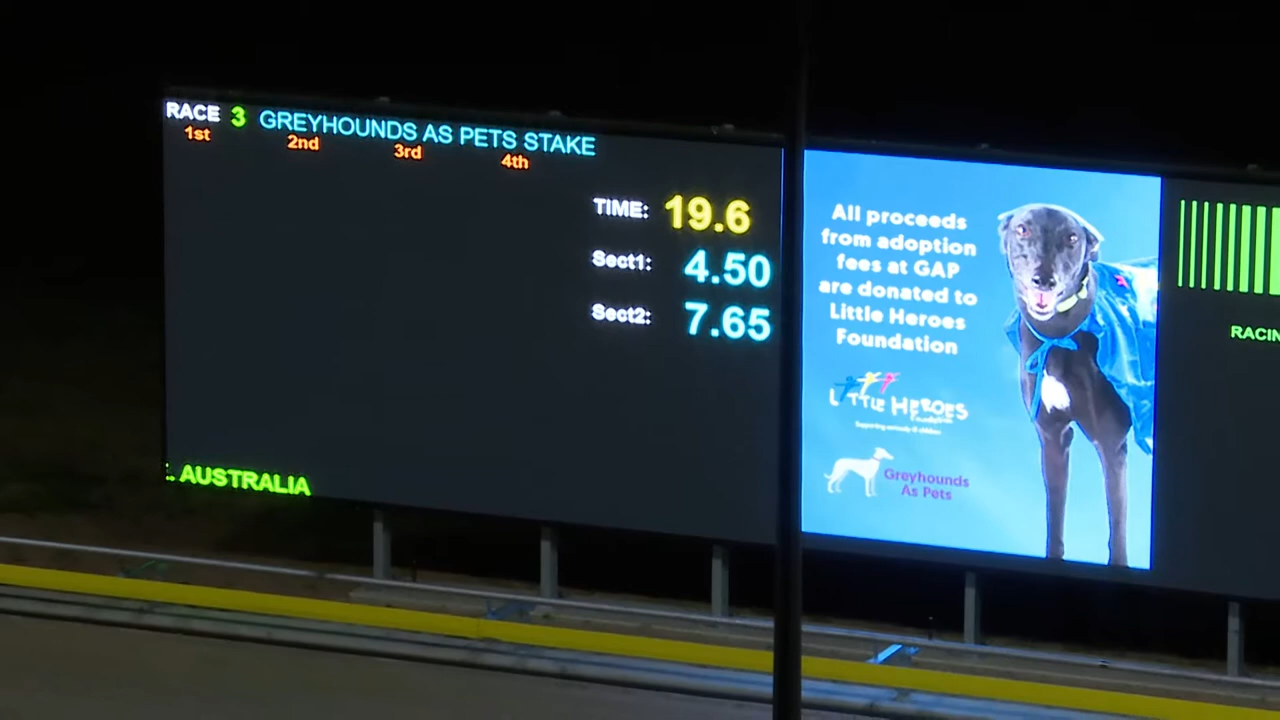 RACE 3 GREYHOUNDS AS PETS STAKE
1st 2nd 3rd 4th
TIME: 19.6
Sect1: 4.50
Sect2: 7.65
. AUSTRALIA
All proceeds
from adoption
fees at GAP
are donated to
Little Heroes
Foundation
LITTLE HEROES
Foundation
Greyhounds
As Pets
RACIN